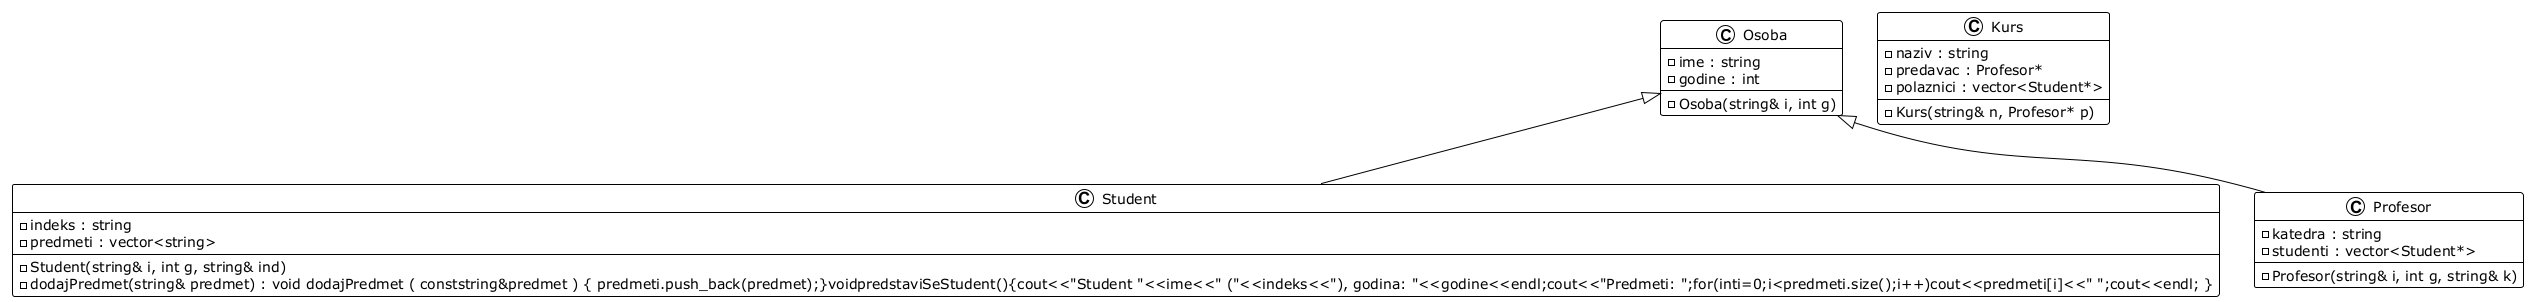 Osoba
ime : string
godine : int
Osoba(string& i, int g)
Kurs
naziv : string
predavac : Profesor*
polaznici : vector<Student*>
Kurs(string& n, Profesor* p)
Student
indeks : string
predmeti : vector<string>
Student(string& i, int g, string& ind)
dodajPredmet(string& predmet) : void dodajPredmet ( conststring&predmet ) { predmeti.push_back(predmet);}voidpredstaviSeStudent(){cout<<"Student "<<ime<<" ("<<indeks<<"), godina: "<<godine<<endl;cout<<"Predmeti: ";for(inti=0;i<predmeti.size();i++)cout<<predmeti[i]<<" ";cout<<endl; }
Profesor
katedra : string
studenti : vector<Student*>
Profesor(string& i, int g, string& k)